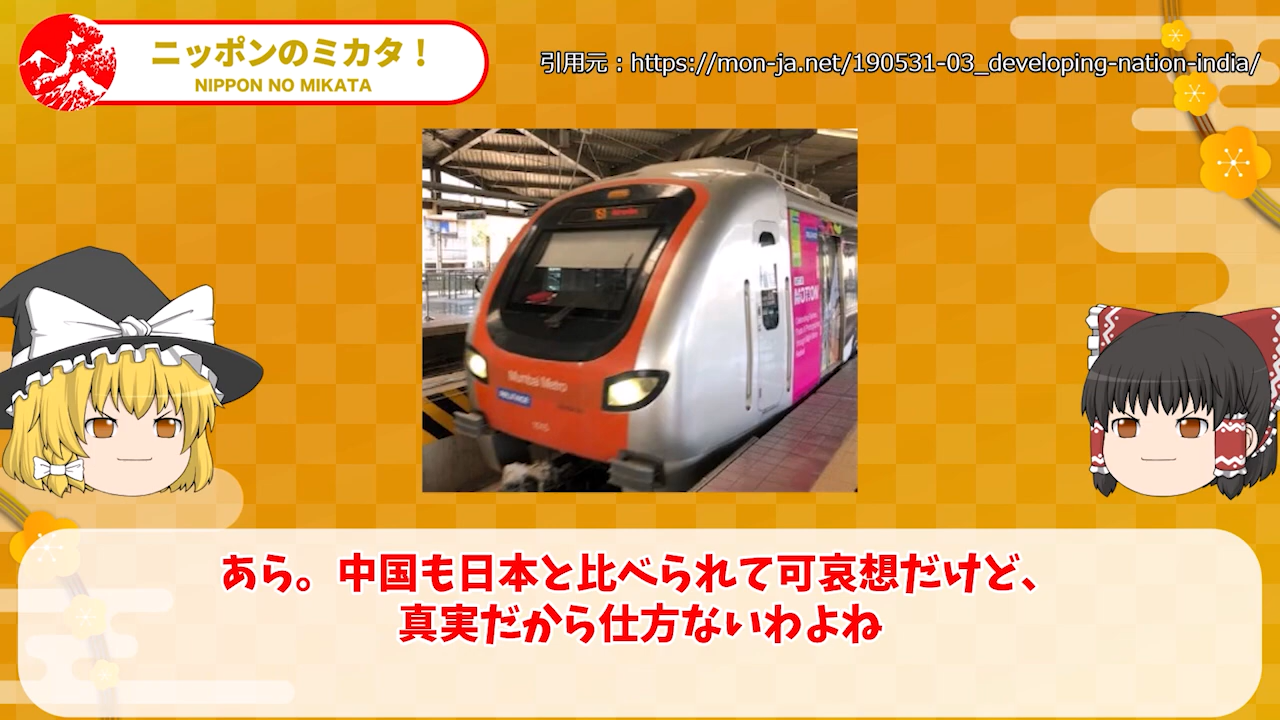 ニッポンのミカタ！
NIPPON NO MIKATA
引用元：https://mon-ja.net/190531-03_developing-nation-india/
MOTION
Mumbai Metro
RELIANCE
あら。中国も日本と比べられて可哀想だけど、
真実だから仕方ないわよね